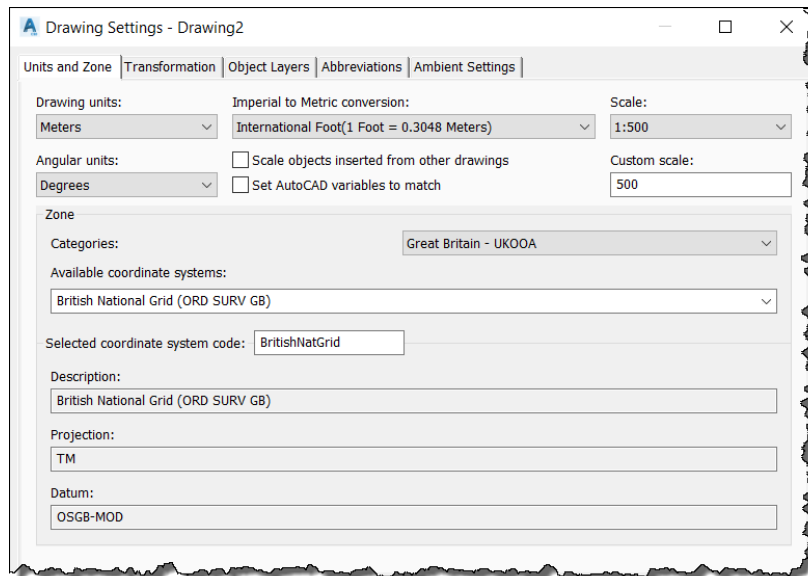 Drawing Settings - Drawing2
Units and Zone Transformation Object Layers Abbreviations Ambient Settings
Drawing units: Imperial to Metric conversion: Scale:
Meters International Foot(1 Foot = 0.3048 Meters) 1:500
Angular units: Scale objects inserted from other drawings Custom scale:
Degrees Set AutoCAD variables to match 500
Zone
Categories: Great Britain - UKOOA
Available coordinate systems:
British National Grid (ORD SURV GB)
Selected coordinate system code: BritishNatGrid
Description:
British National Grid (ORD SURV GB)
Projection:
TM
Datum:
OSGB-MOD